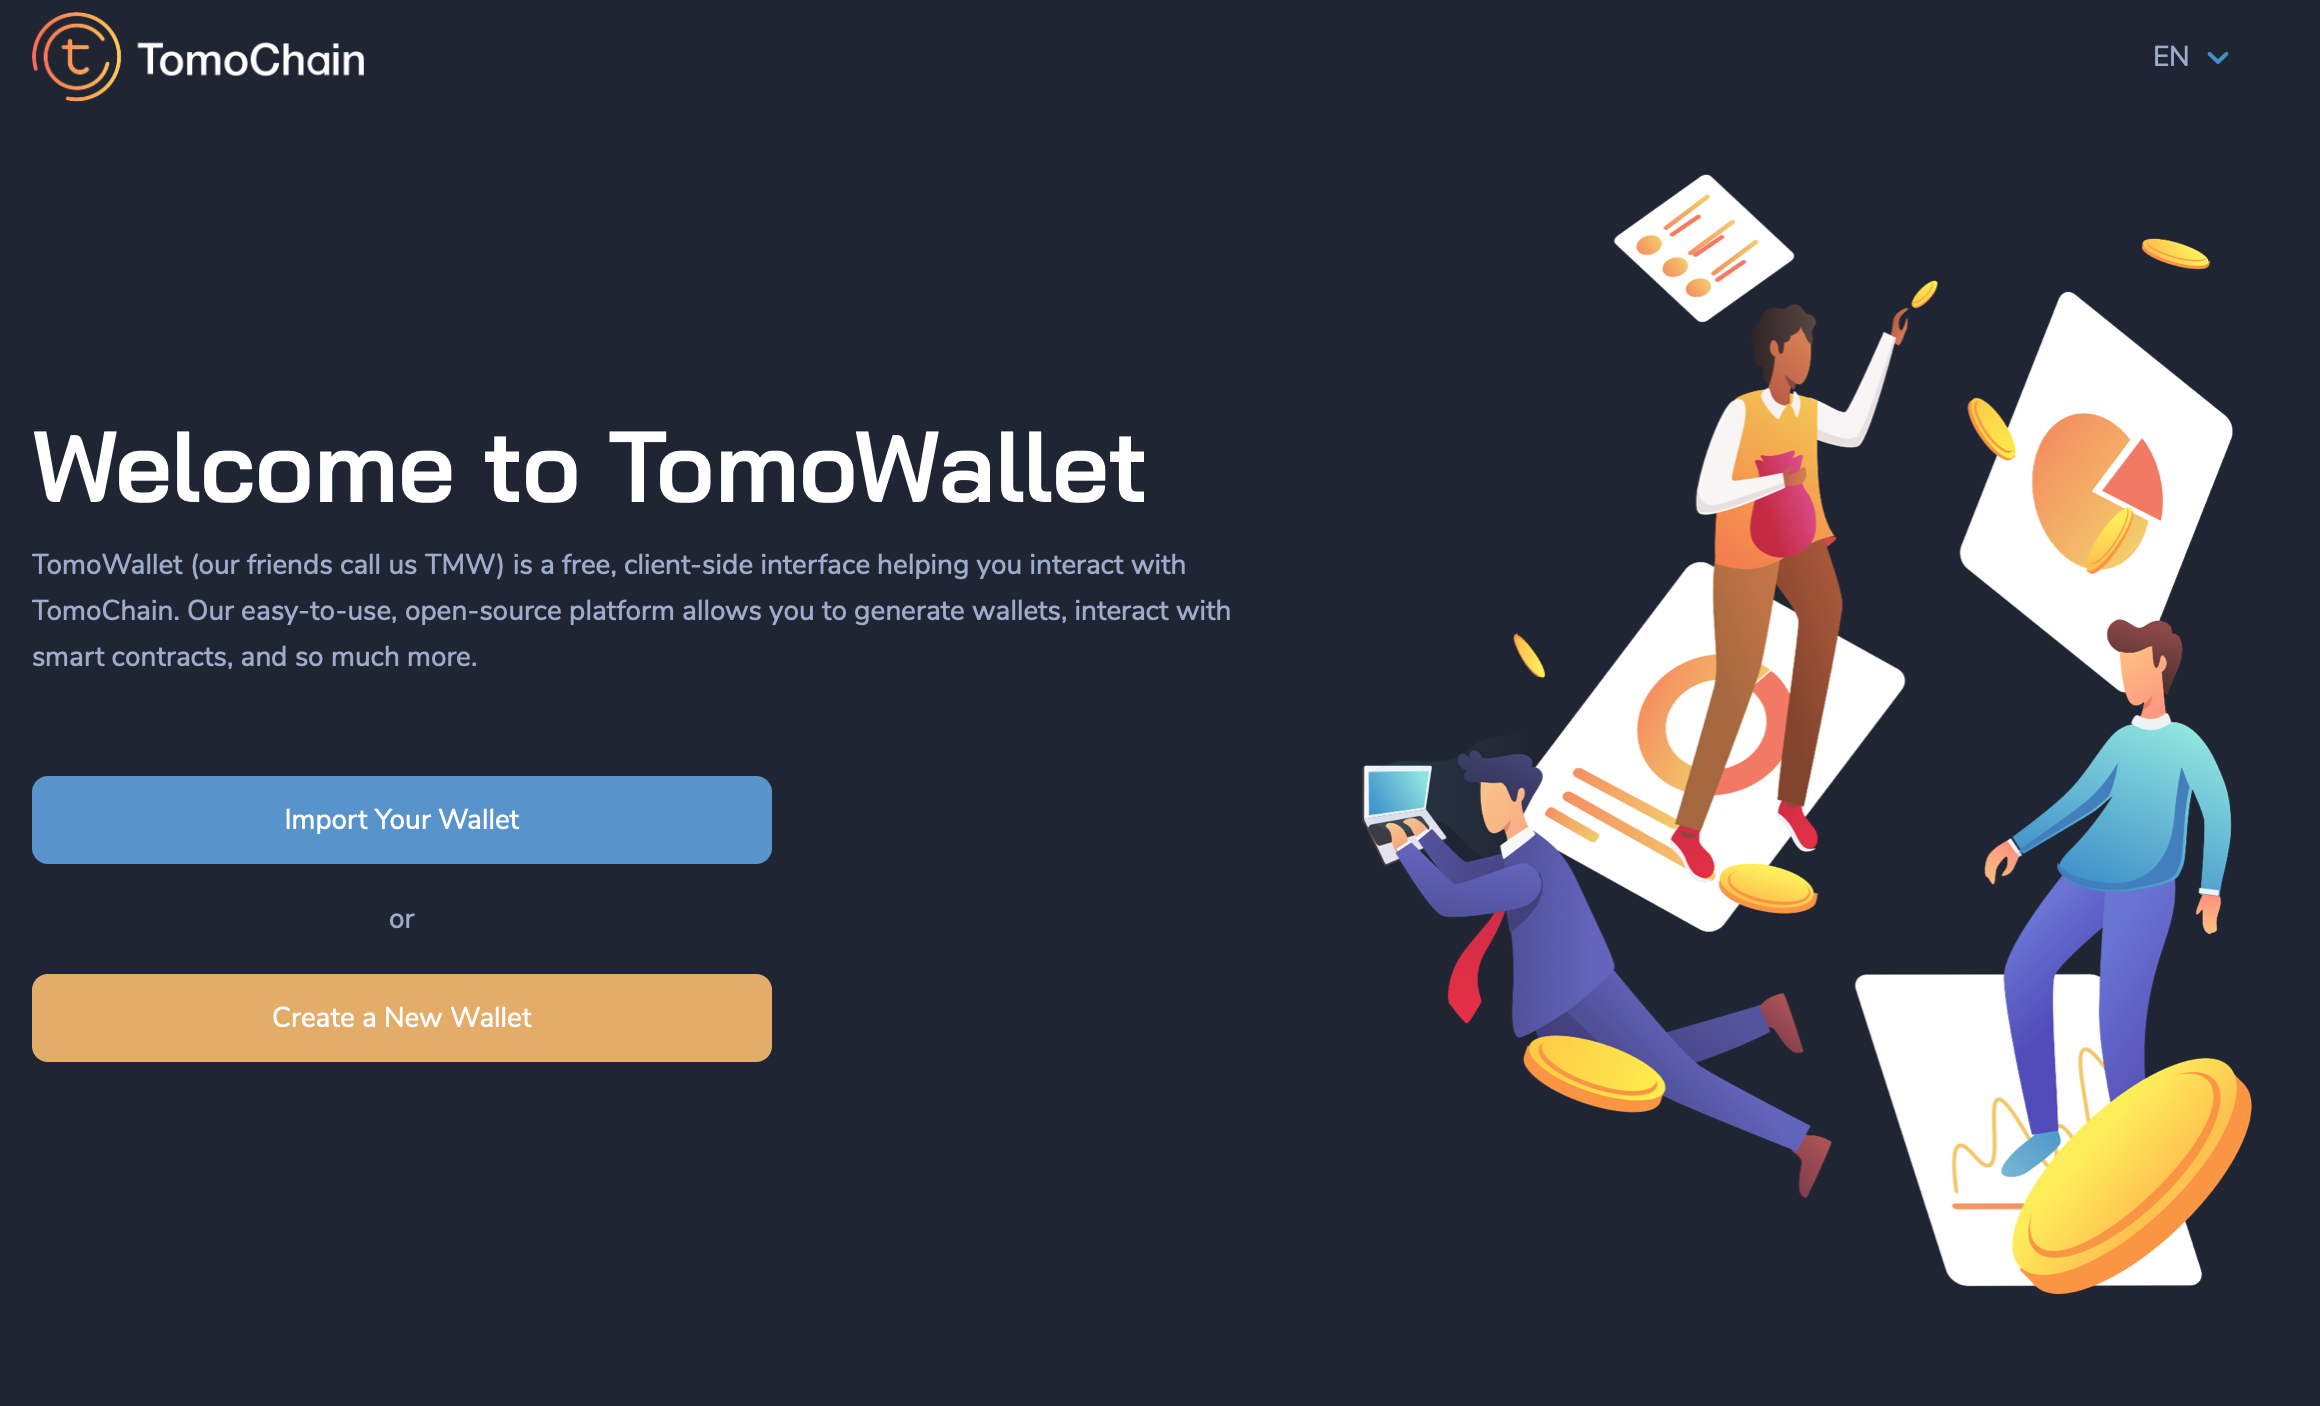 TomoChain
EN
Welcome to TomoWallet
TomoWallet (our friends call us TMW) is a free, client-side interface helping you interact with
TomoChain. Our easy-to-use, open-source platform allows you to generate wallets, interact with
smart contracts, and so much more.
Import Your Wallet
or
Create a New Wallet